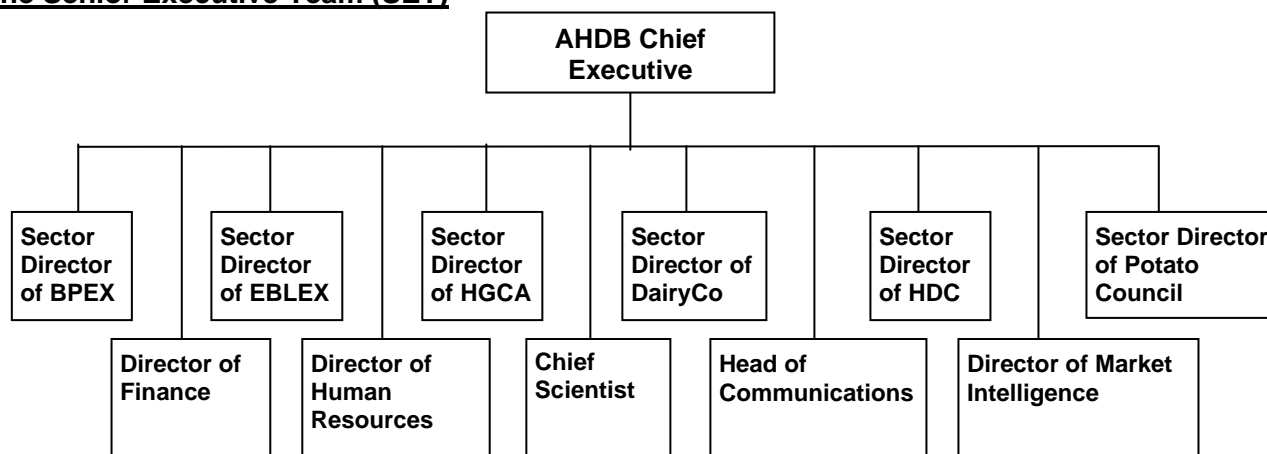 The Senior Executive Team (SET)
AHDB Chief
Executive
Sector
Director
of BPEX
Sector
Director
of EBLEX
Sector
Director
of HGCA
Sector
Director of
DairyCo
Sector
Director
of HDC
Sector Director
of Potato
Council
Director of
Finance
Director of
Human
Resources
Chief
Scientist
Head of
Communications
Director of Market
Intelligence